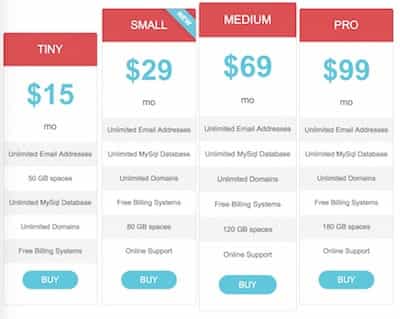 TINY
$15
mo
Unlimited Email Addresses
50 GB spaces
Unlimited MySql Database
Unlimited Domains
Free Billing Systems
BUY
SMALL
NEW
$29
mo
Unlimited Email Addresses
Unlimited MySql Database
Unlimited Domains
Free Billing Systems
80 GB spaces
Online Support
BUY
MEDIUM
$69
mo
Unlimited Email Addresses
Unlimited MySql Database
Unlimited Domains
Free Billing Systems
120 GB spaces
Online Support
BUY
PRO
$99
mo
Unlimited Email Addresses
Unlimited MySql Database
Unlimited Domains
Free Billing Systems
160 GB spaces
Online Support
BUY